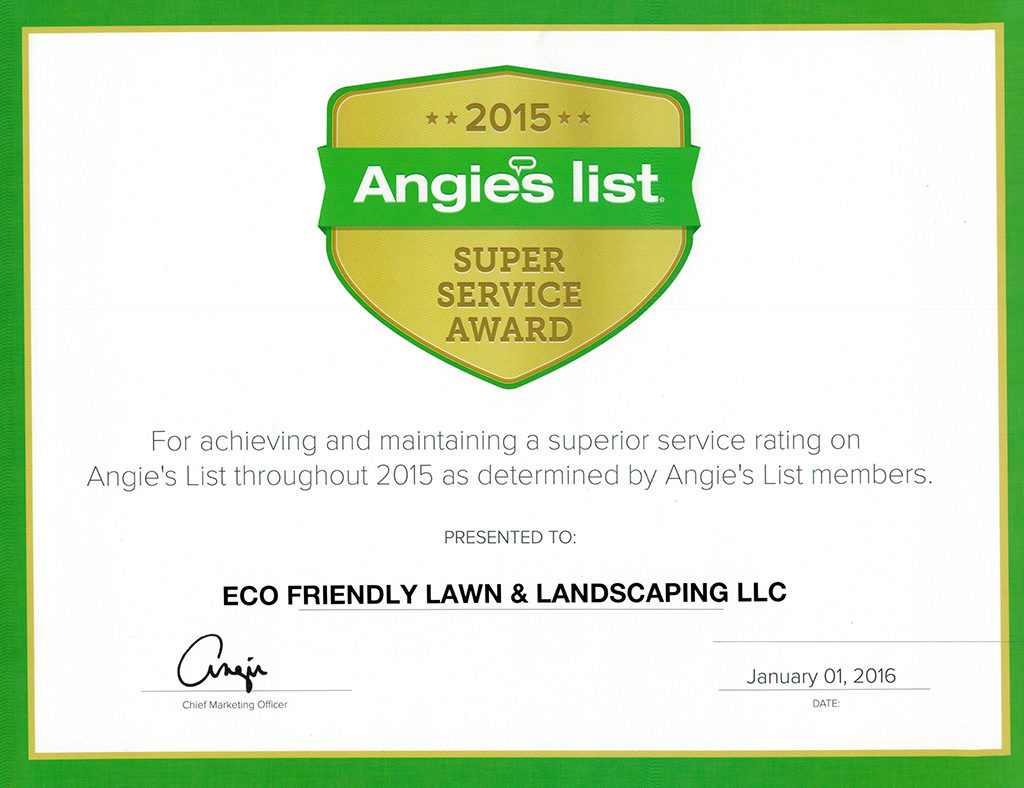 ★★ 2015 ★★
Angie's list®
SUPER
SERVICE
AWARD
For achieving and maintaining a superior service rating on
Angie's List throughout 2015 as determined by Angie's List members.
PRESENTED TO:
ECO FRIENDLY LAWN & LANDSCAPING LLC
Angie
January 01, 2016
Chief Marketing Officer
DATE: